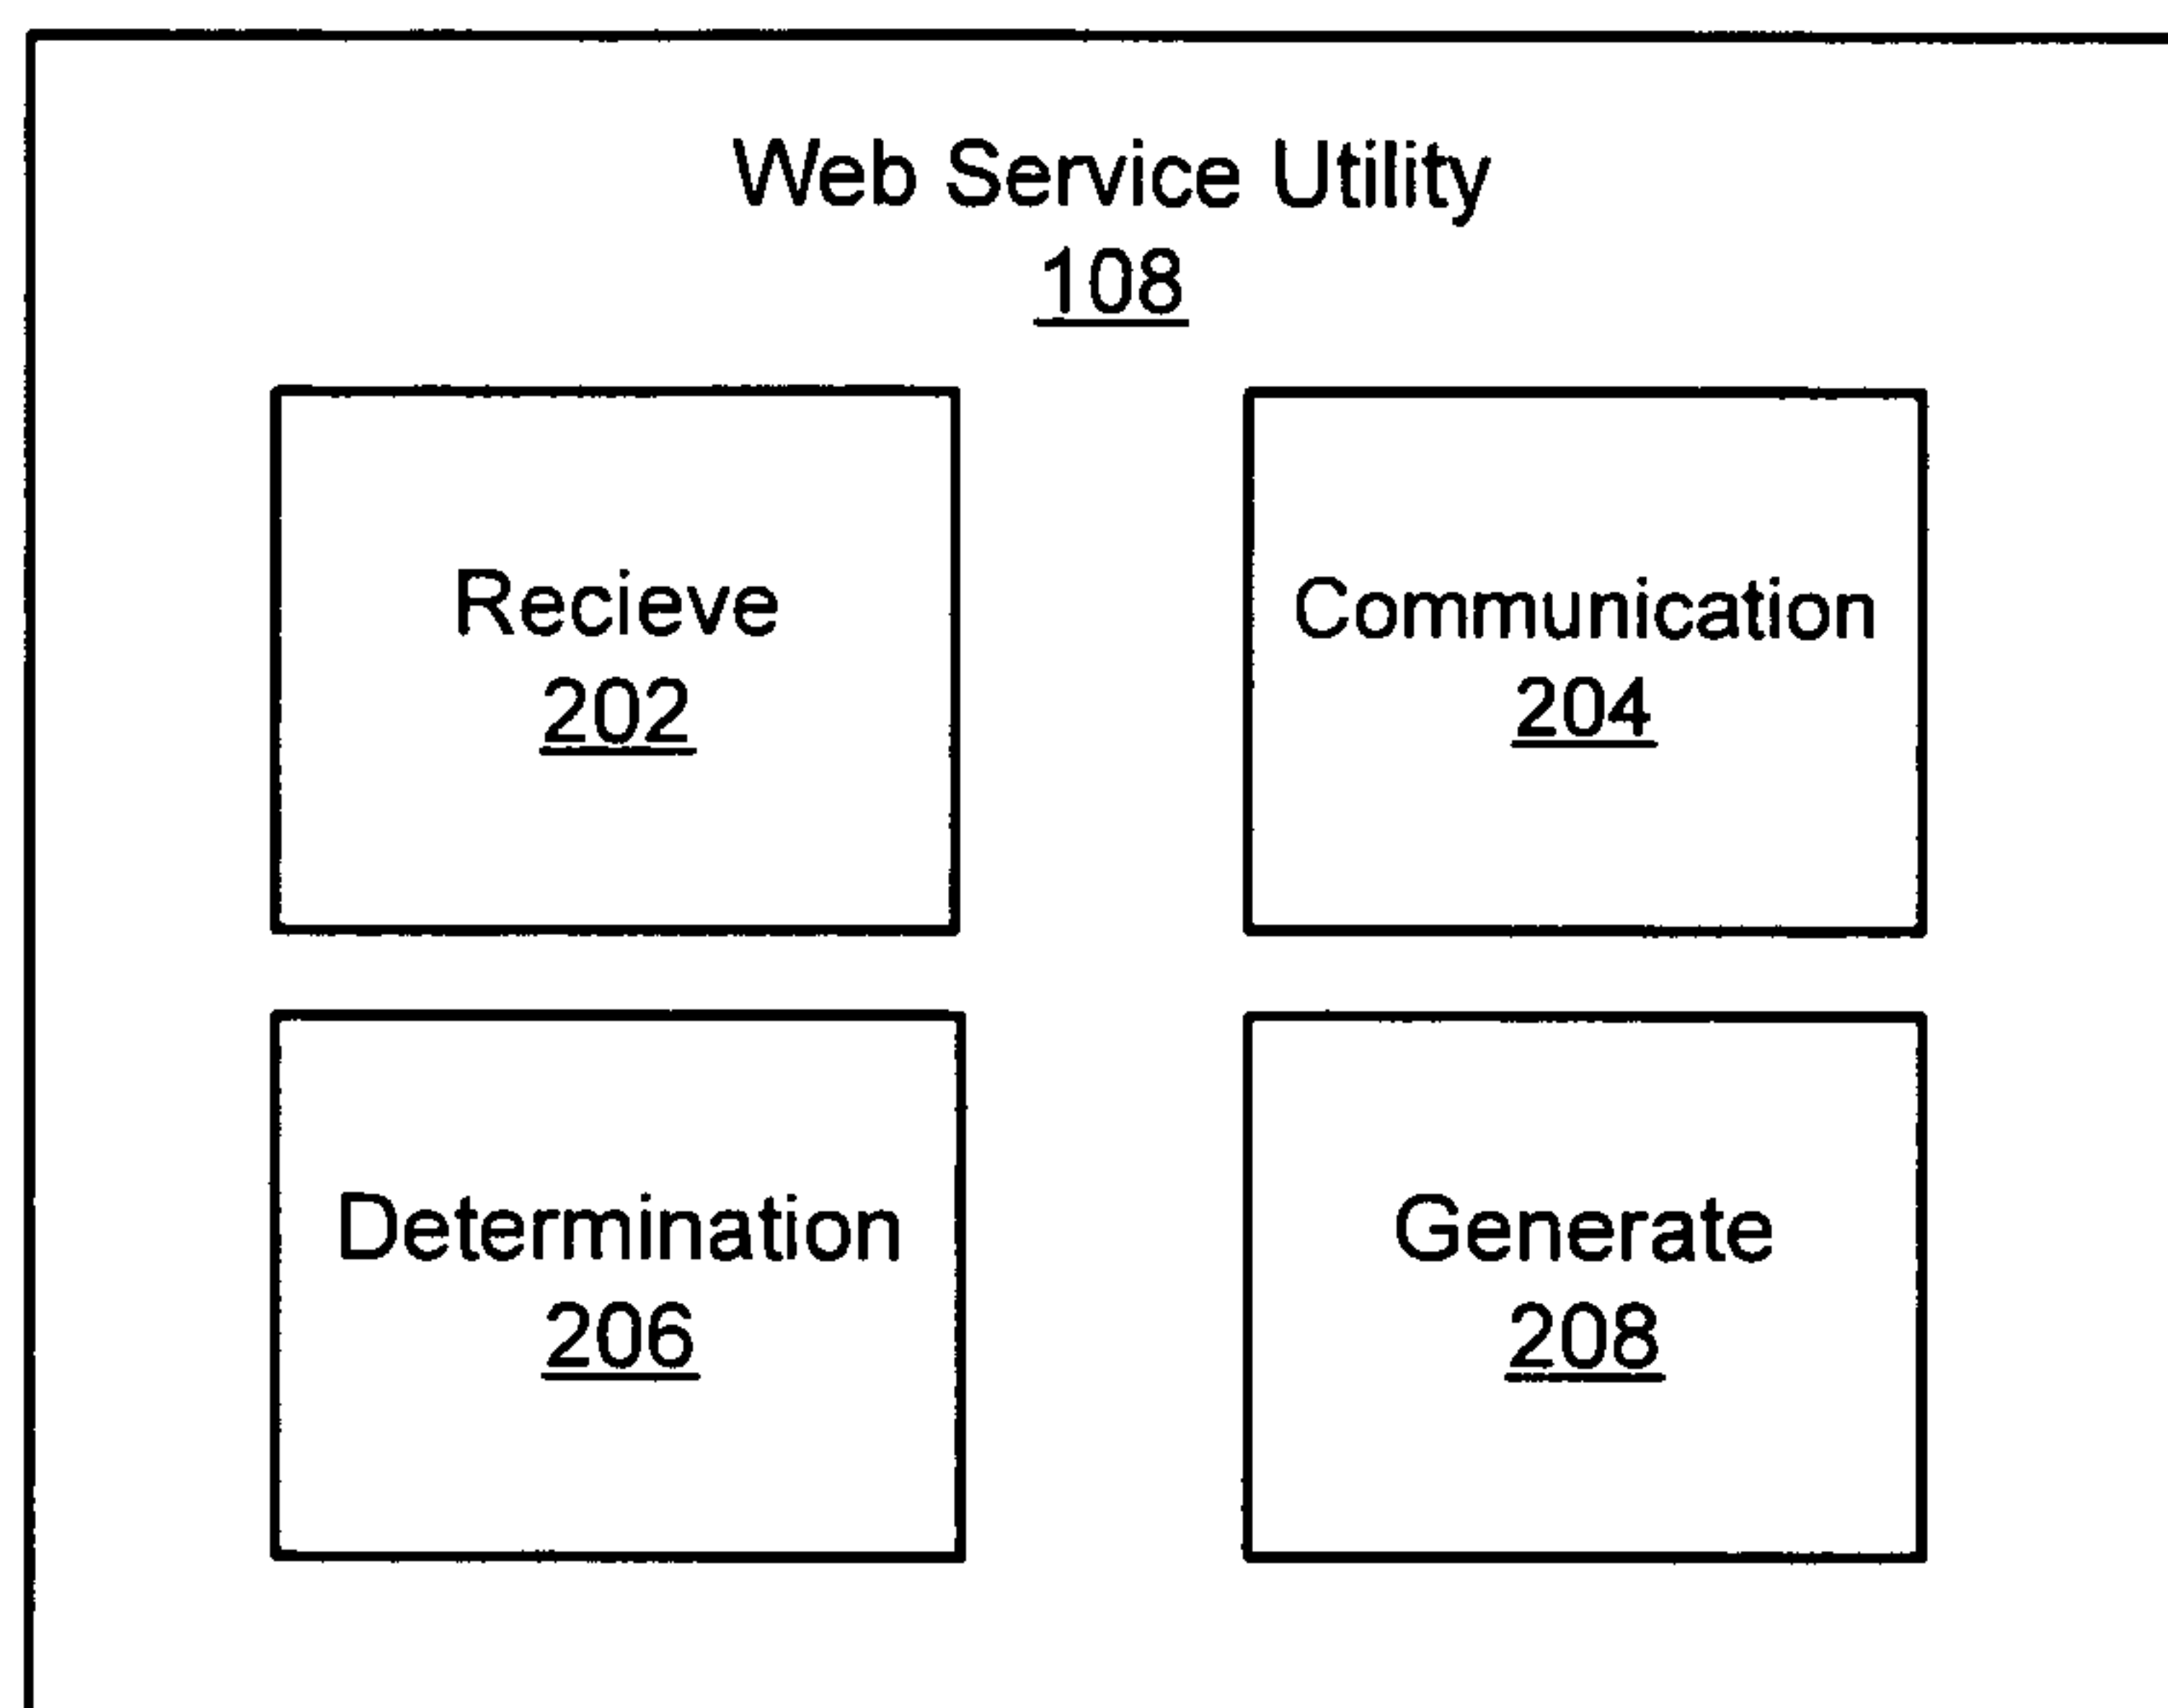 Web Service Utility
108
Recieve
202
Communication
204
Determination
206
Generate
208